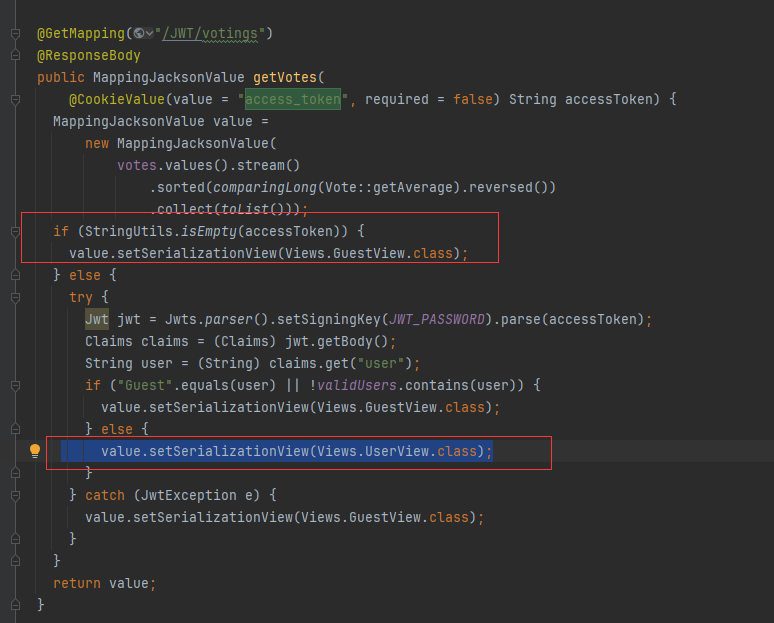 @GetMapping("/JWT/votings")
@ResponseBody
public MappingJacksonValue getVotes(
@CookieValue(value = "access_token", required = false) String accessToken) {
MappingJacksonValue value =
new MappingJacksonValue(
votes.values().stream()
.sorted(comparingLong(Vote::getAverage).reversed())
.collect(toList()));
if (StringUtils.isEmpty(accessToken)) {
value.setSerializationView(Views.GuestView.class);
} else {
try {
Jwt jwt = Jwts.parser().setSigningKey(JWT_PASSWORD).parse(accessToken);
Claims claims = (Claims) jwt.getBody();
String user = (String) claims.get("user");
if ("Guest".equals(user) || !validUsers.contains(user)) {
value.setSerializationView(Views.GuestView.class);
} else {
value.setSerializationView(Views.UserView.class);
}
} catch (JwtException e) {
value.setSerializationView(Views.GuestView.class);
}
}
return value;
}